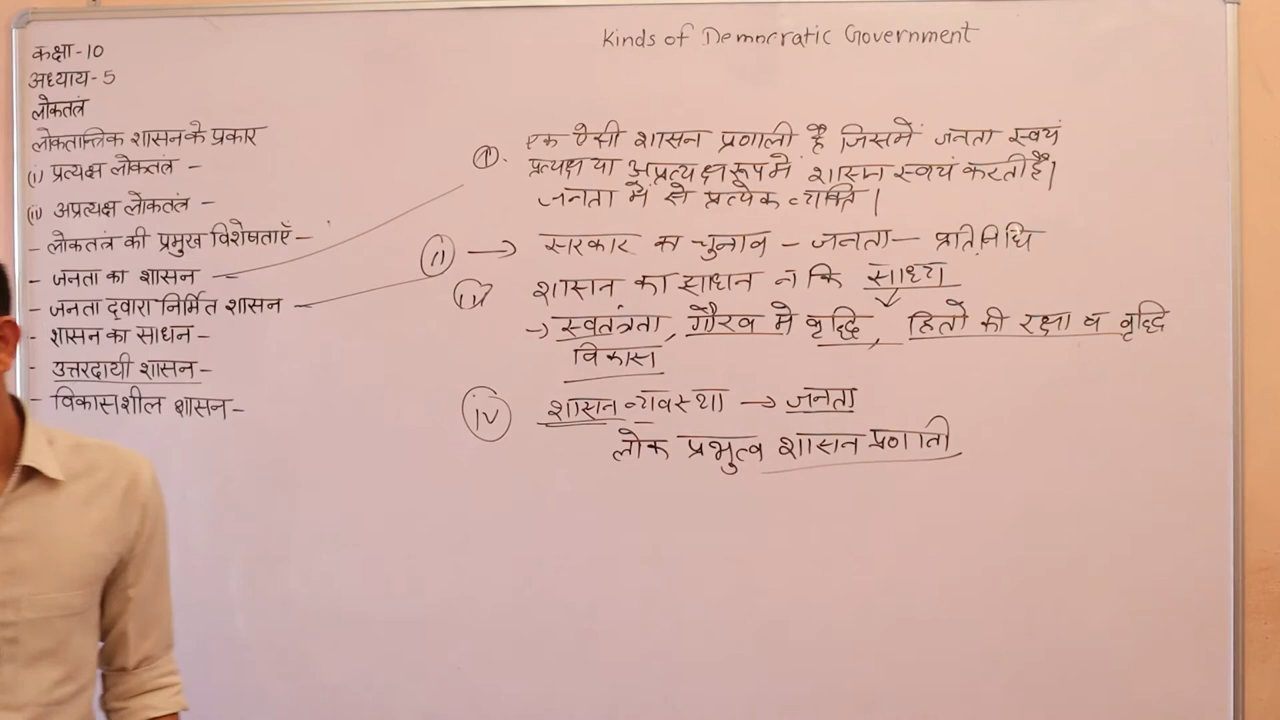 Kinds of Democratic Government
कक्षा-10
अध्याय-5
लोकतंत्र
लोकतान्त्रिक शासन के प्रकार
(i) प्रत्यक्ष लोकतंत्र -
(ii) अप्रत्यक्ष लोकतंत्र -
- लोकतंत्र की प्रमुख विशेषताएँ -
- जनता का शासन -
- जनता द्वारा निर्मित शासन -
- शासन का साधन -
- उत्तरदायी शासन -
- विकासशील शासन -
एक ऐसी शासन प्रणाली है जिसमें जनता स्वयं
प्रत्यक्ष या अप्रत्यक्ष रूप में शासन स्वयं करती है।
जनता में से प्रत्येक व्यक्ति।
(ii) → सरकार का चुनाव - जनता - प्रतिनिधि
(iii) शासन का साधन न कि साध्य
→ स्वतंत्रता, गौरव मे वृद्धि, हितो की रक्षा व वृद्धि
विकास
(iv) शासन व्यवस्था → जनता
लोक प्रभुत्व शासन प्रणाली